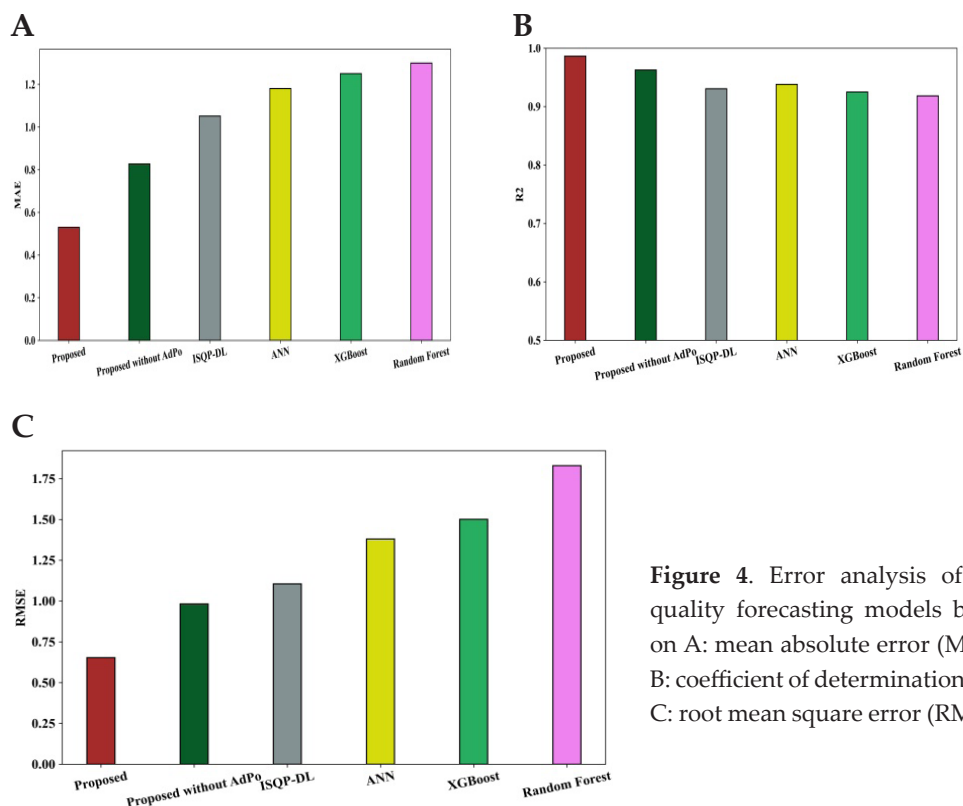 A
1.2
1.0
0.8
0.6
0.4
0.2
0.0
MAE
Proposed
Proposed without AdPo
ISQP-DL
ANN
XGBoost
Random Forest
B
1.0
0.9
0.8
0.7
0.6
0.5
R2
Proposed
Proposed without AdPo
ISQP-DL
ANN
XGBoost
Random Forest
C
1.75
1.50
1.25
1.00
0.75
0.50
0.25
0.00
RMSE
Proposed
Proposed without AdPo
ISQP-DL
ANN
XGBoost
Random Forest
Figure 4. Error analysis of
quality forecasting models b
on A: mean absolute error (M
B: coefficient of determination
C: root mean square error (RM